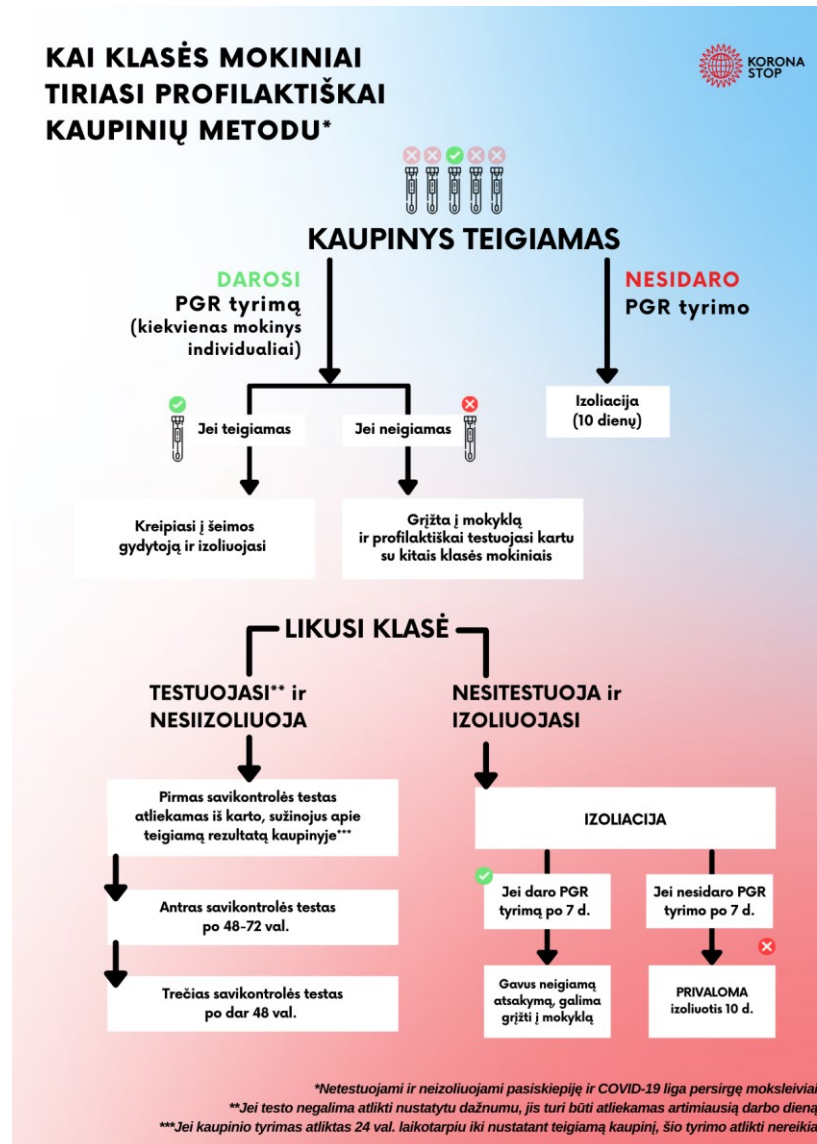 KAI KLASĖS MOKINIAI
TIRIASI PROFILAKTIŠKAI
KAUPINIŲ METODU*
KORONA
STOP
KAUPINYS TEIGIAMAS
DAROSI
PGR tyrimą
(kiekvienas mokinys
individualiai)
NESIDARO
PGR tyrimo
Jei teigiamas
Jei neigiamas
Izoliacija
(10 dienų)
Kreipiasi į šeimos
gydytoją ir izoliuojasi
Grįžta į mokyklą
ir profilaktiškai testuojasi kartu
su kitais klasės mokiniais
LIKUSI KLASĖ
TESTUOJASI** ir
NESIIZOLIUOJA
NESITESTUOJA ir
IZOLIUOJASI
Pirmas savikontrolės testas
atliekamas iš karto, sužinojus apie
teigiamą rezultatą kaupinyje***
Antras savikontrolės testas
po 48-72 val.
Trečias savikontrolės testas
po dar 48 val.
IZOLIACIJA
Jei daro PGR
tyrimą po 7 d.
Jei nesidaro PGR
tyrimo po 7 d.
Gavus neigiamą
atsakymą, galima
grįžti į mokyklą
PRIVALOMA
izoliuotis 10 d.
*Netestuojami ir neizoliuojami pasiskiepiję ir COVID-19 liga persirgę moksleiviai
**Jei testo negalima atlikti nustatytu dažnumu, jis turi būti atliekamas artimiausią darbo dieną
***Jei kaupinio tyrimas atliktas 24 val. laikotarpiu iki nustatant teigiamą kaupinį, šio tyrimo atlikti nereikia